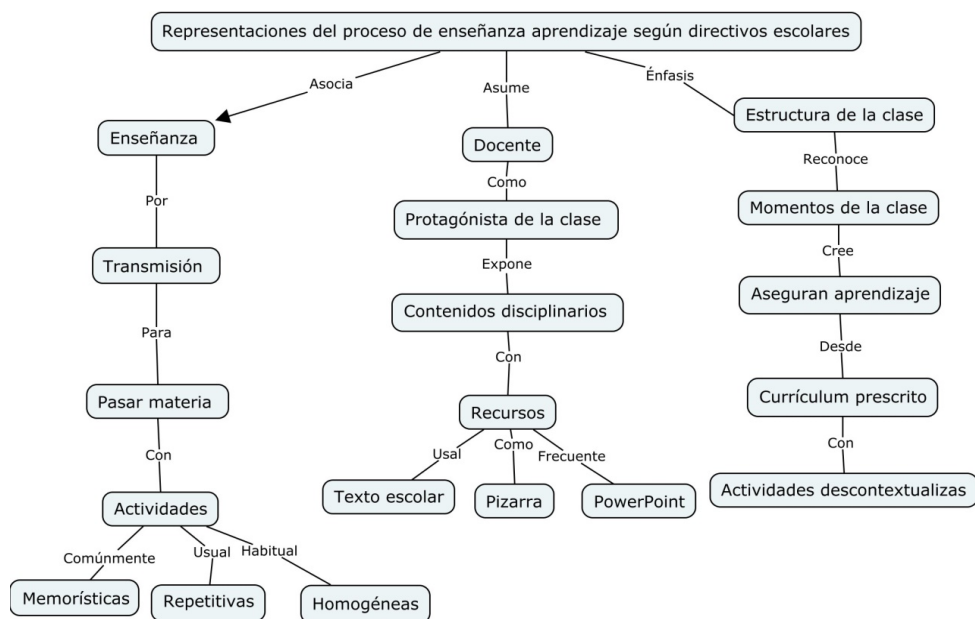 Representaciones del proceso de enseñanza aprendizaje según directivos escolares
Asocia
Asume
Énfasis
Enseñanza
Docente
Estructura de la clase
Por
Como
Reconoce
Transmisión
Protagónista de la clase
Momentos de la clase
Expone
Cree
Para
Contenidos disciplinarios
Aseguran aprendizaje
Con
Desde
Pasar materia
Recursos
Currículum prescrito
Con
Usal
Como
Frecuente
Con
Actividades
Texto escolar
Pizarra
PowerPoint
Actividades descontextualizas
Comúnmente
Usual
Habitual
Memorísticas
Repetitivas
Homogéneas